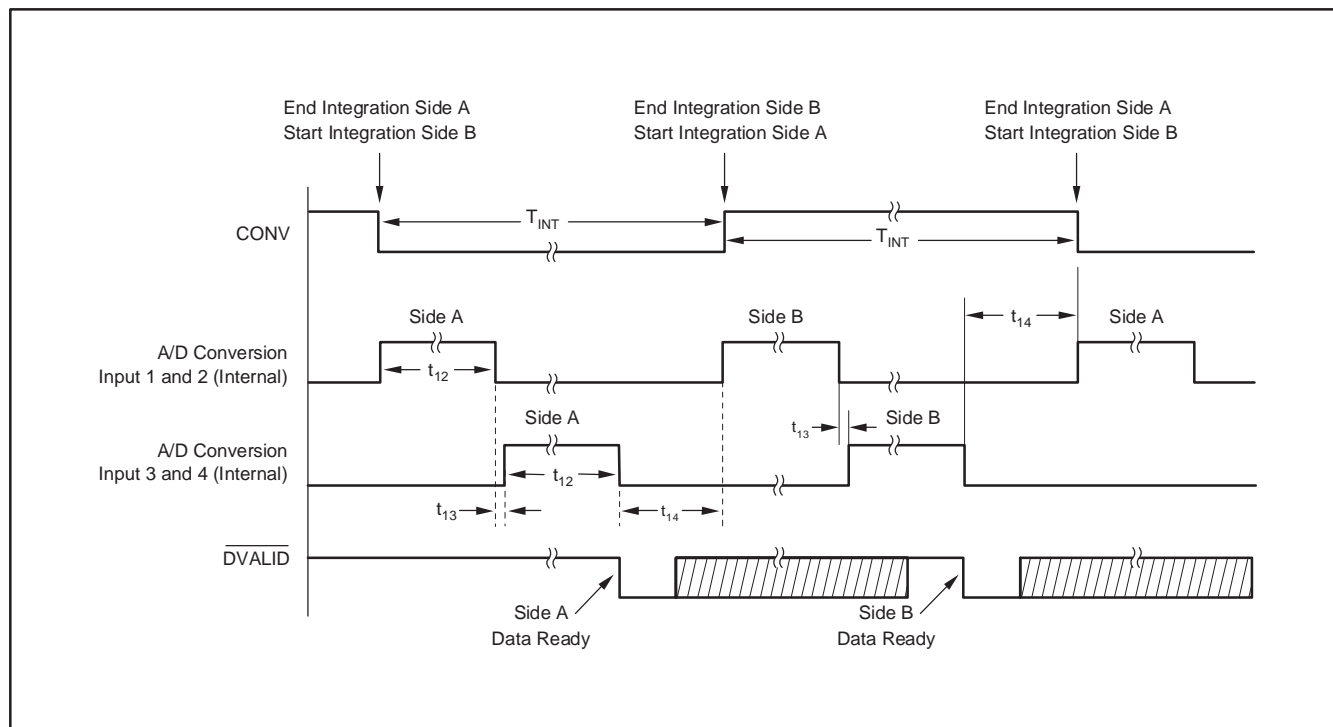 End Integration Side A
Start Integration Side B
End Integration Side B
Start Integration Side A
End Integration Side A
Start Integration Side B
CONV
TINT
TINT
A/D Conversion
Input 1 and 2 (Internal)
Side A
t12
Side B
t14
Side A
A/D Conversion
Input 3 and 4 (Internal)
Side A
t12
t13
Side B
t13
t14
DVALID
Side A
Data Ready
Side B
Data Ready